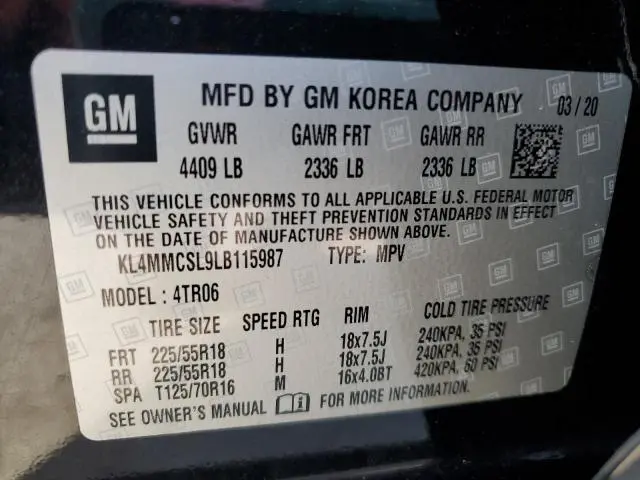 GM
MFD BY GM KOREA COMPANY 03/20
GVWR GAWR FRT GAWR RR
4409 LB 2336 LB 2336 LB
THIS VEHICLE CONFORMS TO ALL APPLICABLE U.S. FEDERAL MOTOR
VEHICLE SAFETY AND THEFT PREVENTION STANDARDS IN EFFECT
ON THE DATE OF MANUFACTURE SHOWN ABOVE.
KL4MMCSL9LB115987 TYPE: MPV
MODEL : 4TR06
TIRE SIZE SPEED RTG RIM COLD TIRE PRESSURE
FRT 225/55R18 H 18x7.5J 240KPA, 35 PSI
RR 225/55R18 H 18x7.5J 240KPA, 35 PSI
SPA T125/70R16 M 16x4.0BT 420KPA, 60 PSI
SEE OWNER'S MANUAL FOR MORE INFORMATION